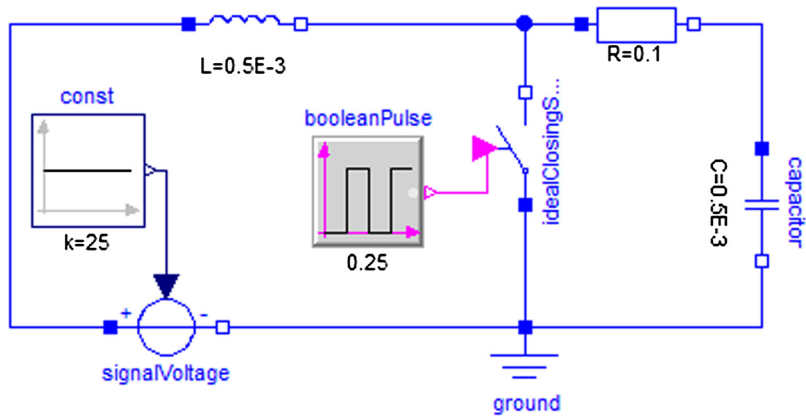 L=0.5E-3
R=0.1
const
k=25
booleanPulse
0.25
idealClosingS...
C=0.5E-3
capacitor
+
-
signalVoltage
ground